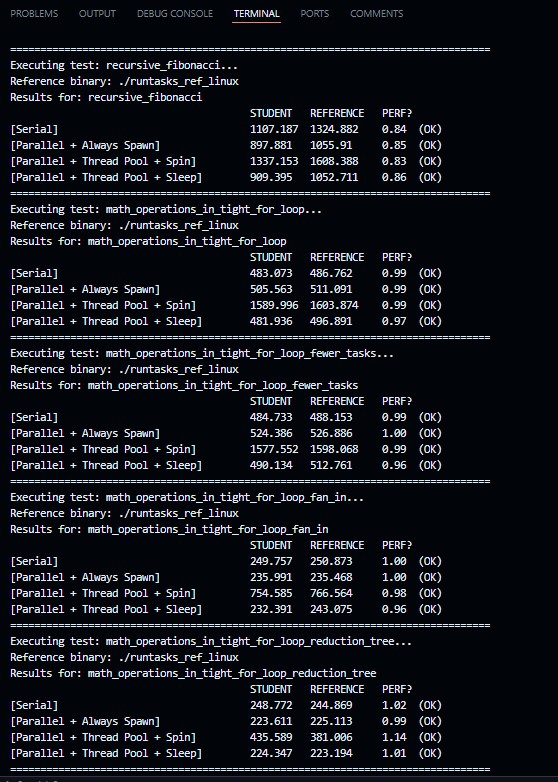 PROBLEMS OUTPUT DEBUG CONSOLE TERMINAL PORTS COMMENTS
================================================================================
Executing test: recursive_fibonacci...
Reference binary: ./runtasks_ref_linux
Results for: recursive_fibonacci
STUDENT REFERENCE PERF?
[Serial] 1107.187 1324.882 0.84 (OK)
[Parallel + Always Spawn] 897.881 1055.91 0.85 (OK)
[Parallel + Thread Pool + Spin] 1337.153 1608.388 0.83 (OK)
[Parallel + Thread Pool + Sleep] 909.395 1052.711 0.86 (OK)
================================================================================
Executing test: math_operations_in_tight_for_loop...
Reference binary: ./runtasks_ref_linux
Results for: math_operations_in_tight_for_loop
STUDENT REFERENCE PERF?
[Serial] 483.073 486.762 0.99 (OK)
[Parallel + Always Spawn] 505.563 511.091 0.99 (OK)
[Parallel + Thread Pool + Spin] 1589.996 1603.874 0.99 (OK)
[Parallel + Thread Pool + Sleep] 481.936 496.891 0.97 (OK)
================================================================================
Executing test: math_operations_in_tight_for_loop_fewer_tasks...
Reference binary: ./runtasks_ref_linux
Results for: math_operations_in_tight_for_loop_fewer_tasks
STUDENT REFERENCE PERF?
[Serial] 484.733 488.153 0.99 (OK)
[Parallel + Always Spawn] 524.386 526.886 1.00 (OK)
[Parallel + Thread Pool + Spin] 1577.552 1598.068 0.99 (OK)
[Parallel + Thread Pool + Sleep] 490.134 512.761 0.96 (OK)
================================================================================
Executing test: math_operations_in_tight_for_loop_fan_in...
Reference binary: ./runtasks_ref_linux
Results for: math_operations_in_tight_for_loop_fan_in
STUDENT REFERENCE PERF?
[Serial] 249.757 250.873 1.00 (OK)
[Parallel + Always Spawn] 235.991 235.468 1.00 (OK)
[Parallel + Thread Pool + Spin] 754.585 766.564 0.98 (OK)
[Parallel + Thread Pool + Sleep] 232.391 243.075 0.96 (OK)
================================================================================
Executing test: math_operations_in_tight_for_loop_reduction_tree...
Reference binary: ./runtasks_ref_linux
Results for: math_operations_in_tight_for_loop_reduction_tree
STUDENT REFERENCE PERF?
[Serial] 248.772 244.869 1.02 (OK)
[Parallel + Always Spawn] 223.611 225.113 0.99 (OK)
[Parallel + Thread Pool + Spin] 435.589 381.006 1.14 (OK)
[Parallel + Thread Pool + Sleep] 224.347 223.194 1.01 (OK)
================================================================================